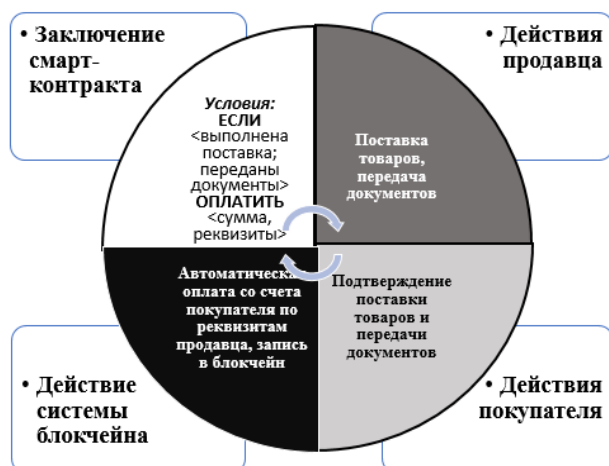 • Заключение
смарт-
контракта
• Действия
продавца
Условия:
ЕСЛИ
<выполнена
поставка;
переданы
документы>
ОПЛАТИТЬ
<сумма,
реквизиты>
Поставка
товаров,
передача
документов
Автоматическая
оплата со счета
покупателя по
реквизитам
продавца, запись
в блокчейн
Подтверждение
поставки
товаров и
передачи
документов
• Действие
системы
блокчейна
• Действия
покупателя